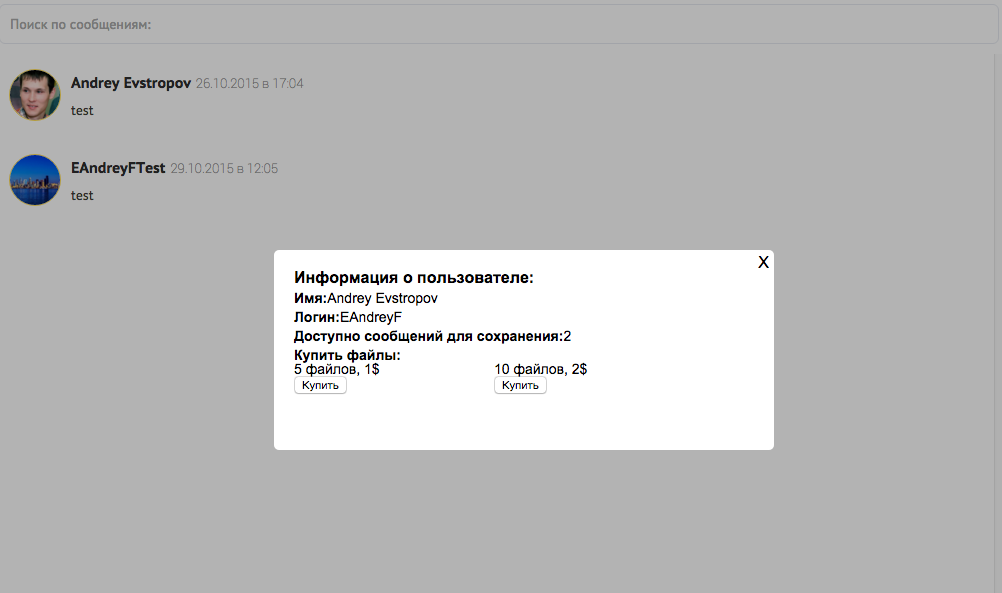 Поиск по сообщениям:
Andrey Evstropov 26.10.2015 в 17:04
test
EAndreyFTest 29.10.2015 в 12:05
test
X
Информация о пользователе:
Имя:Andrey Evstropov
Логин:EAndreyF
Доступно сообщений для сохранения:2
Купить файлы:
5 файлов, 1$ 10 файлов, 2$
Купить Купить